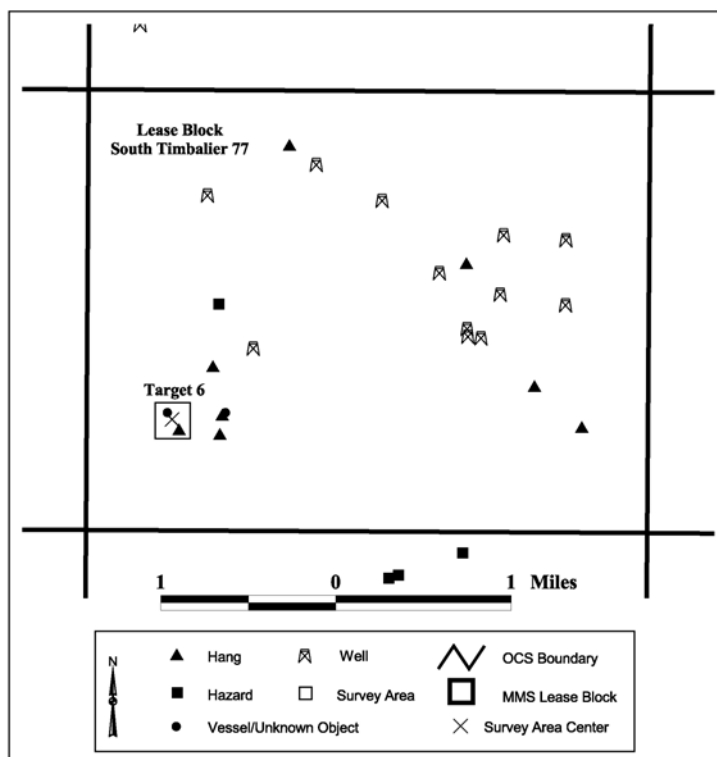 Lease Block
South Timbalier 77
Target 6
1 0 1 Miles
N
Hang
Well
OCS Boundary
Hazard
Survey Area
MMS Lease Block
Vessel/Unknown Object
Survey Area Center